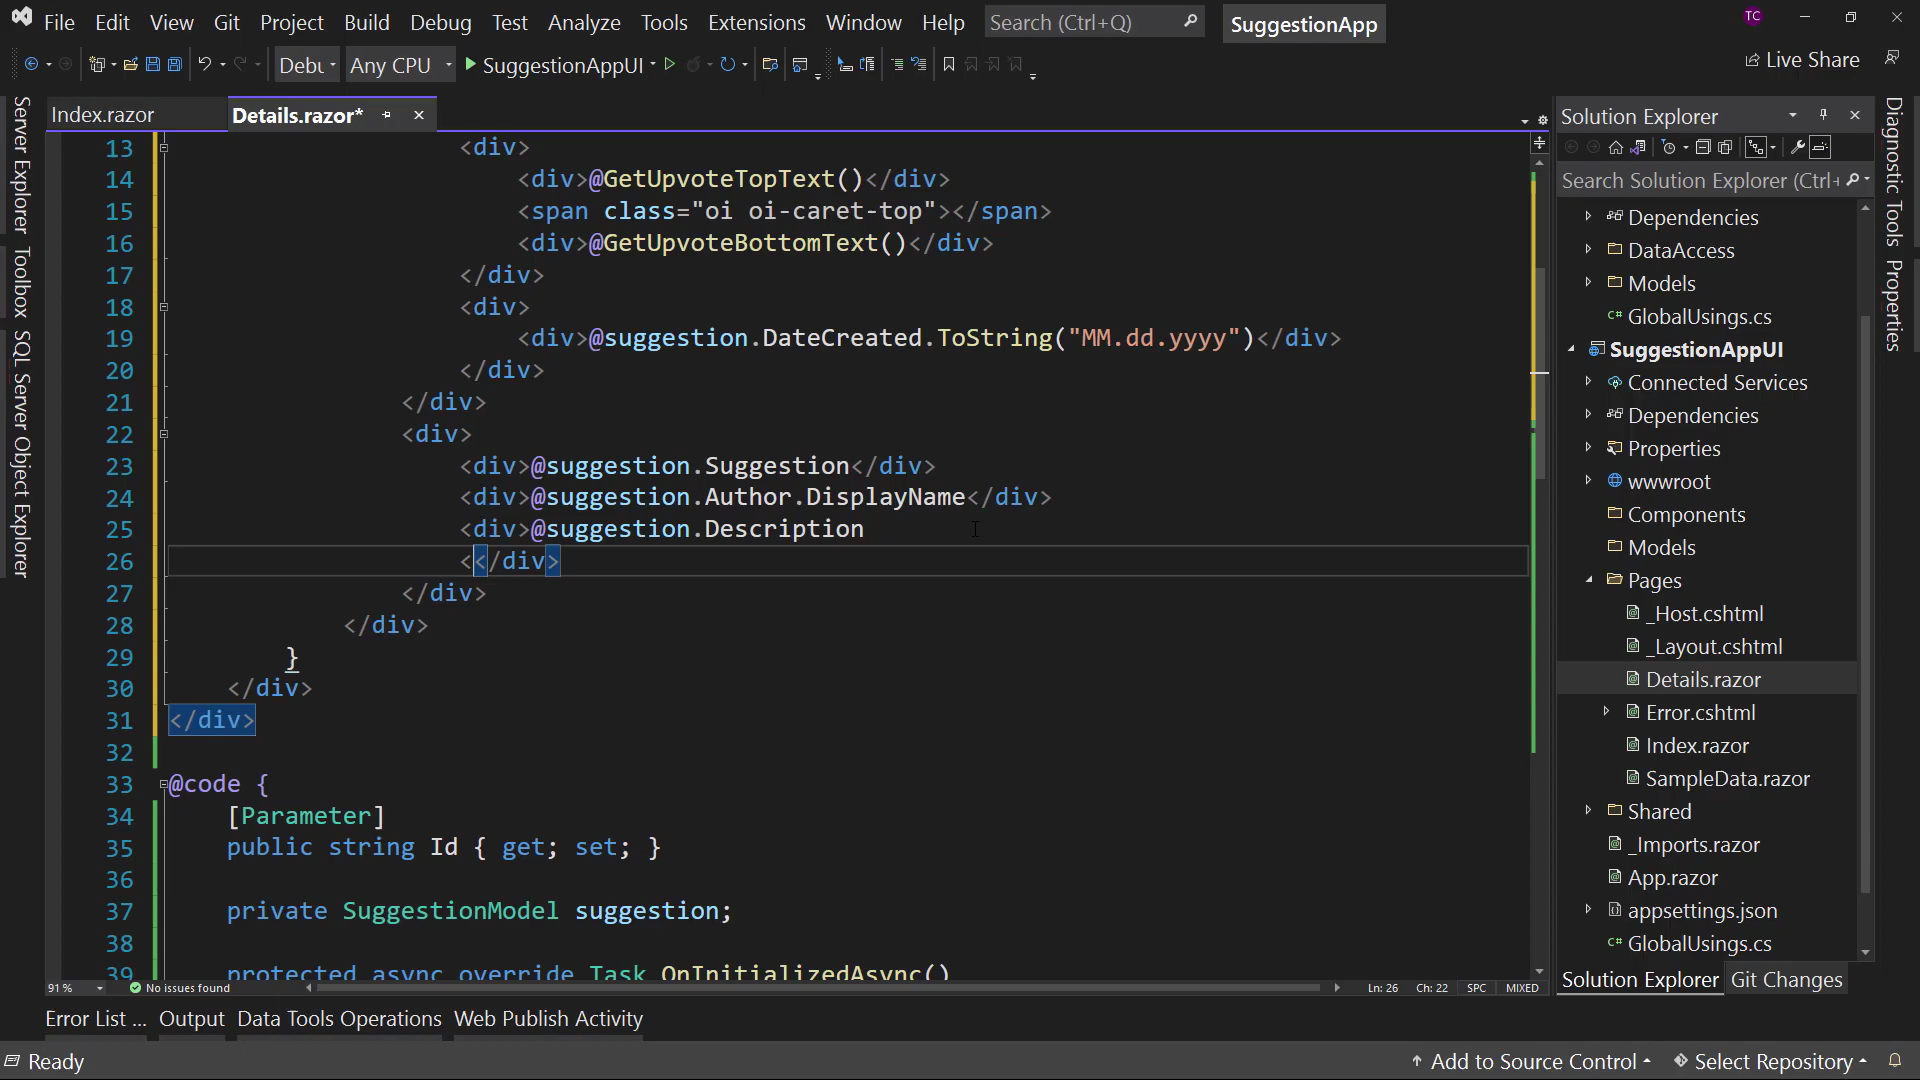 File Edit View Git Project Build Debug Test Analyze Tools Extensions Window Help Search (Ctrl+Q) SuggestionApp TC
Debu Any CPU SuggestionAppUI Live Share
Index.razor Details.razor*
13 <div>
14 <div>@GetUpvoteTopText()</div>
15 <span class="oi oi-caret-top"></span>
16 <div>@GetUpvoteBottomText()</div>
17 </div>
18 <div>
19 <div>@suggestion.DateCreated.ToString("MM.dd.yyyy")</div>
20 </div>
21 </div>
22 <div>
23 <div>@suggestion.Suggestion</div>
24 <div>@suggestion.Author.DisplayName</div>
25 <div>@suggestion.Description
26 <</div>
27 </div>
28 </div>
29 }
30 </div>
31 </div>
32
33 @code {
34 [Parameter]
35 public string Id { get; set; }
36
37 private SuggestionModel suggestion;
38
39 protected async override Task OnInitializedAsync()
91 % No issues found Ln: 26 Ch: 22 SPC MIXED
Server Explorer
Toolbox
SQL Server Object Explorer
Solution Explorer
Search Solution Explorer (Ctrl+
Dependencies
DataAccess
Models
C# GlobalUsings.cs
SuggestionAppUI
Connected Services
Dependencies
Properties
wwwroot
Components
Models
Pages
_Host.cshtml
_Layout.cshtml
Details.razor
Error.cshtml
Index.razor
SampleData.razor
Shared
_Imports.razor
App.razor
appsettings.json
C# GlobalUsings.cs
Solution Explorer Git Changes
Diagnostic Tools
Properties
Error List ... Output Data Tools Operations Web Publish Activity
Ready Add to Source Control Select Repository